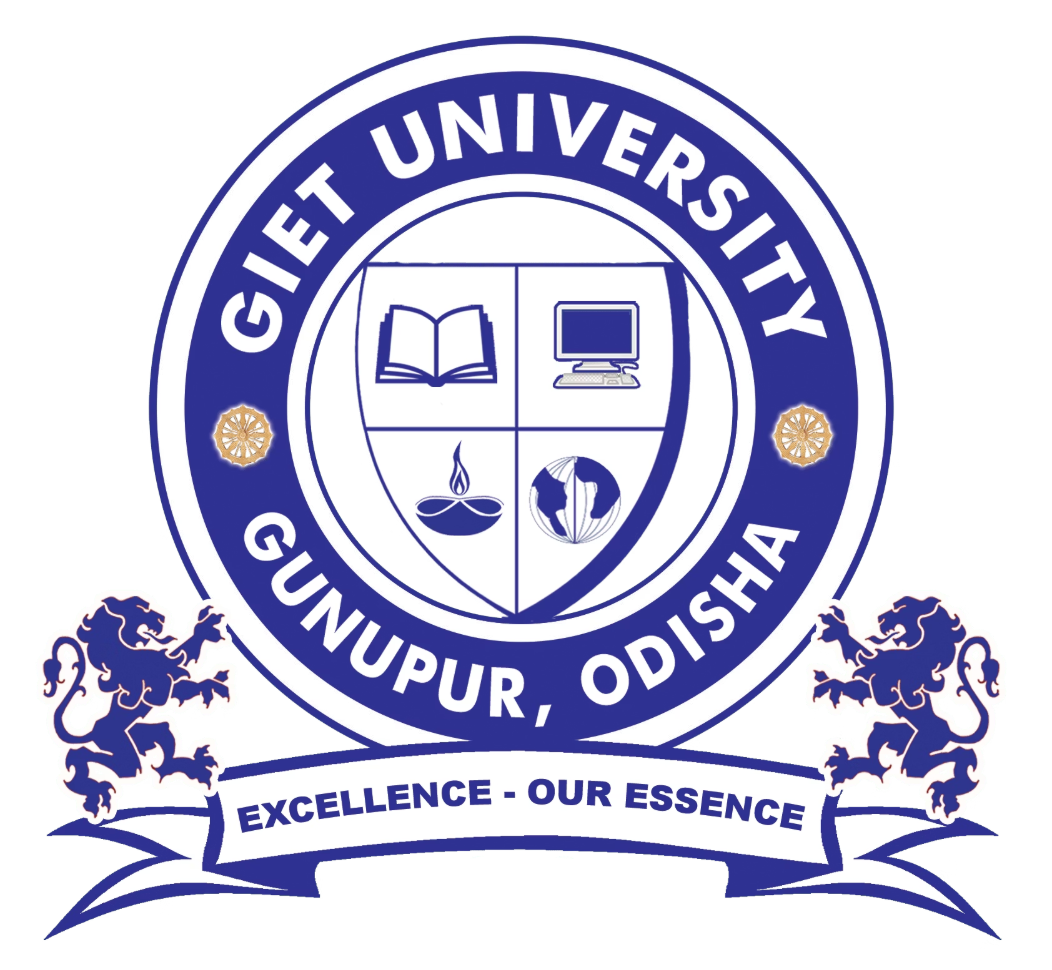 GIET UNIVERSITY
GUNUPUR, ODISHA
EXCELLENCE - OUR ESSENCE